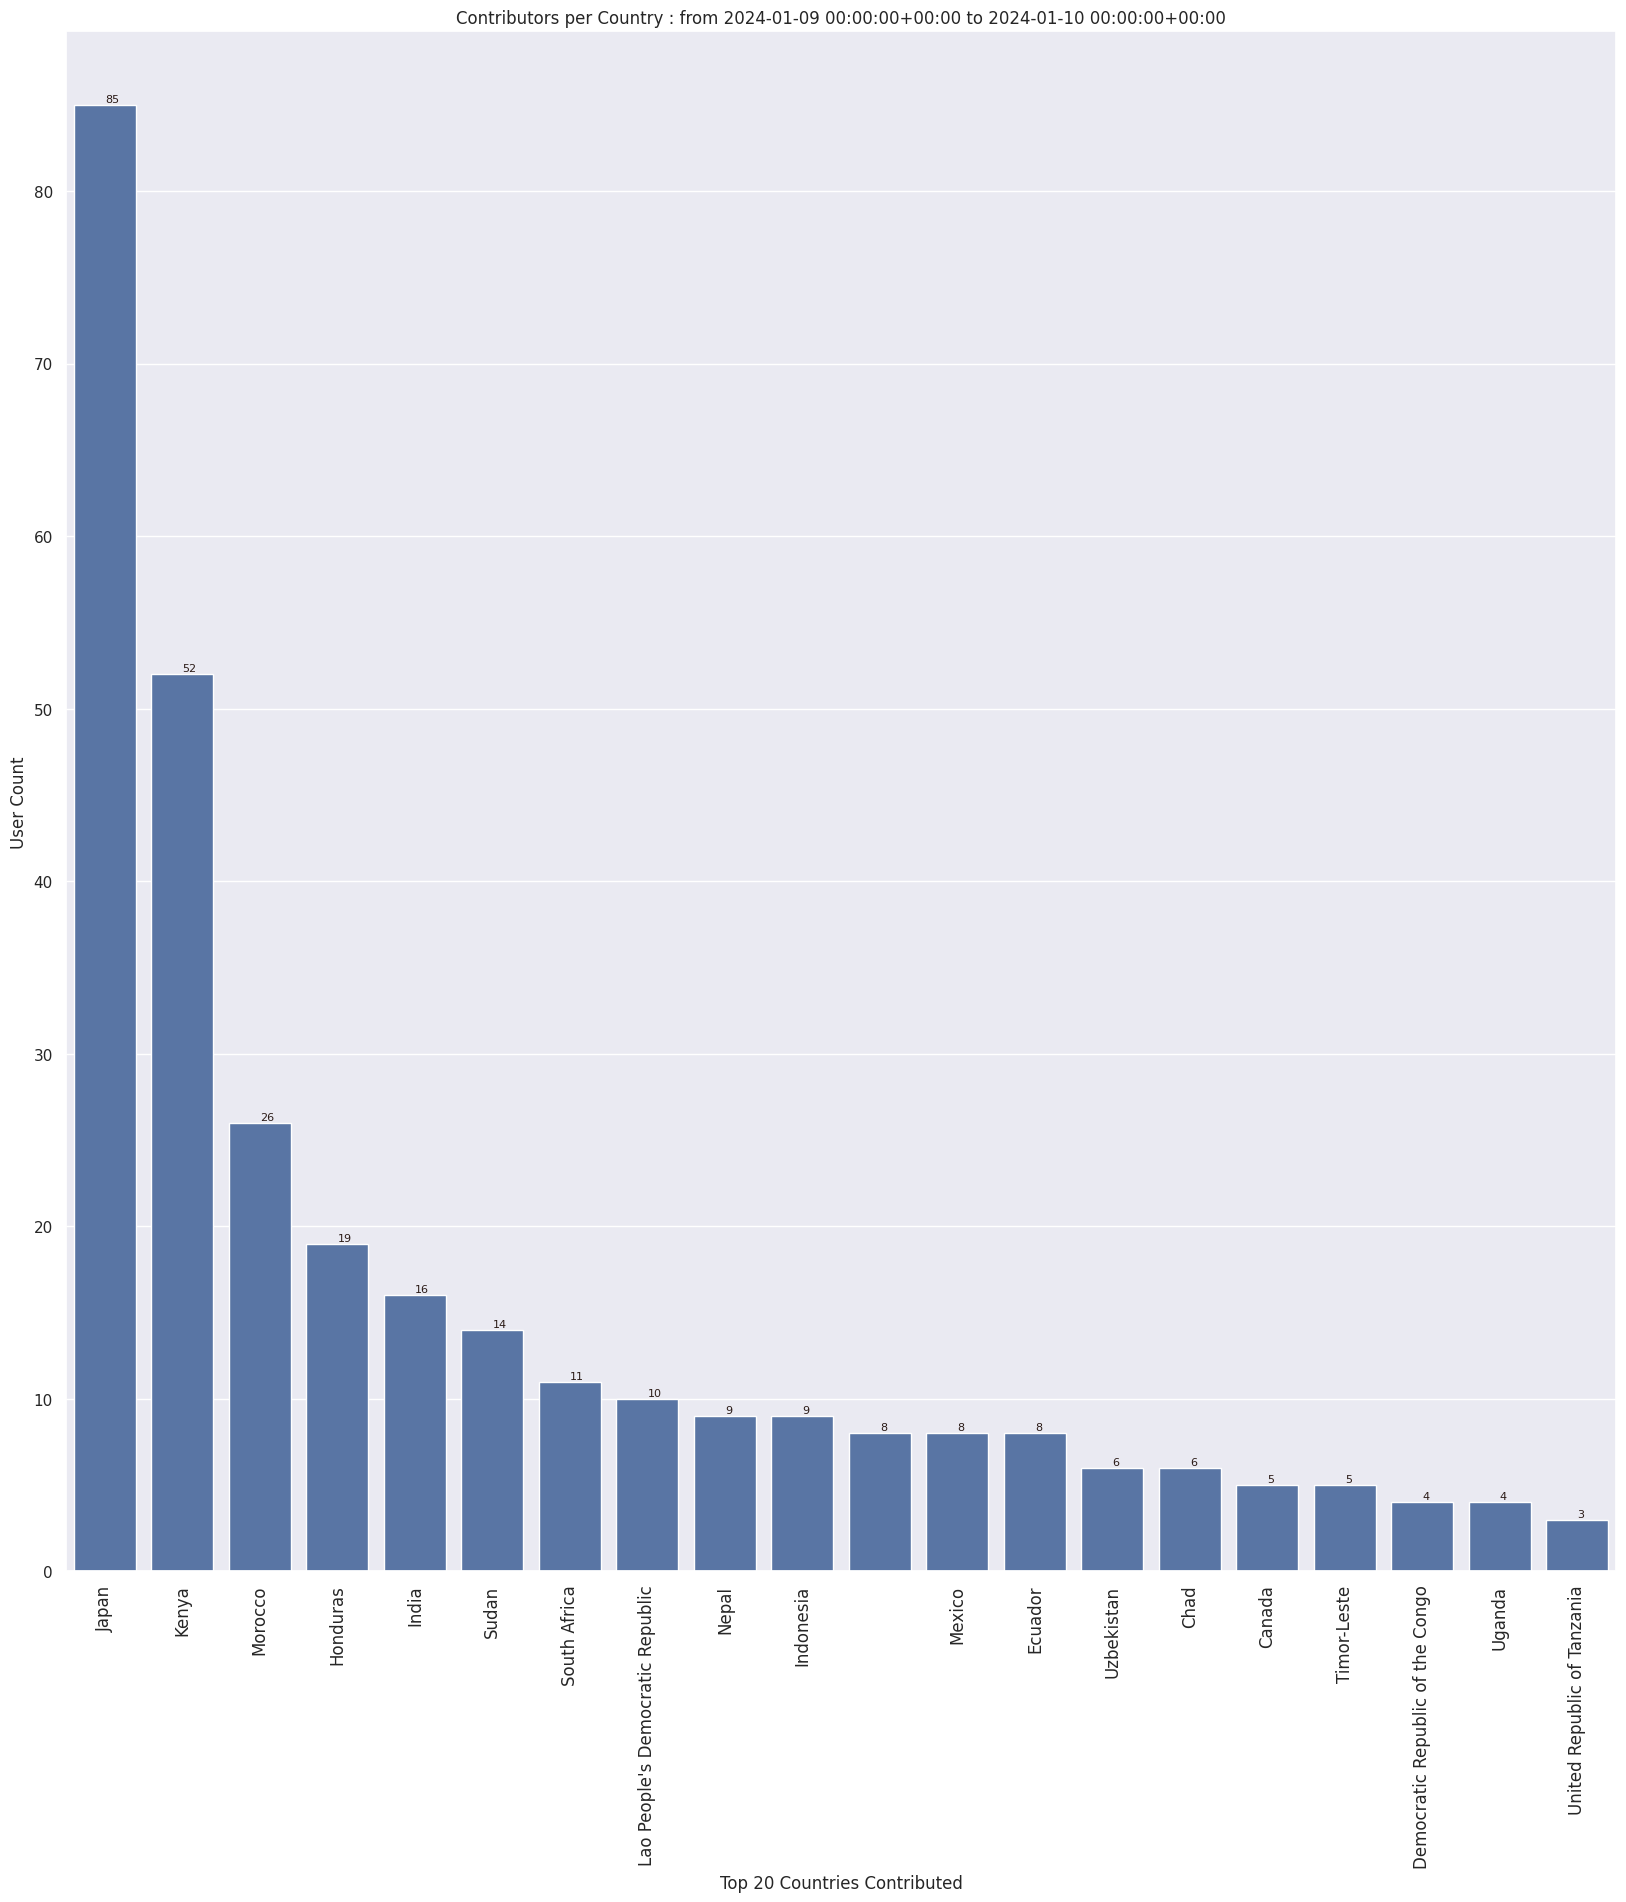 Contributors per Country : from 2024-01-09 00:00:00+00:00 to 2024-01-10 00:00:00+00:00
User Count
80
70
60
50
40
30
20
10
0
85
52
26
19
16
14
11
10
9
9
8
8
8
6
6
5
5
4
4
3
Japan
Kenya
Morocco
Honduras
India
Sudan
South Africa
Lao People's Democratic Republic
Nepal
Indonesia
Mexico
Ecuador
Uzbekistan
Chad
Canada
Timor-Leste
Democratic Republic of the Congo
Uganda
United Republic of Tanzania
Top 20 Countries Contributed